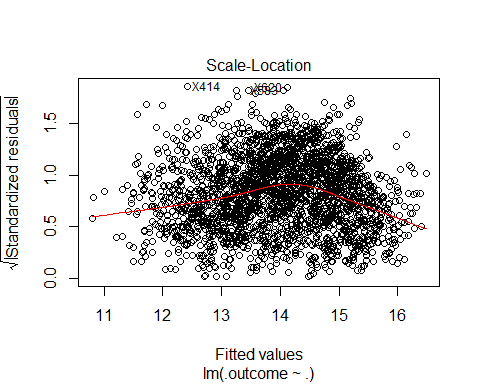 Scale-Location
√|Standardized residuals|
1.5
1.0
0.5
0.0
X414
11 12 13 14 15 16
Fitted values
lm(.outcome ~ .)